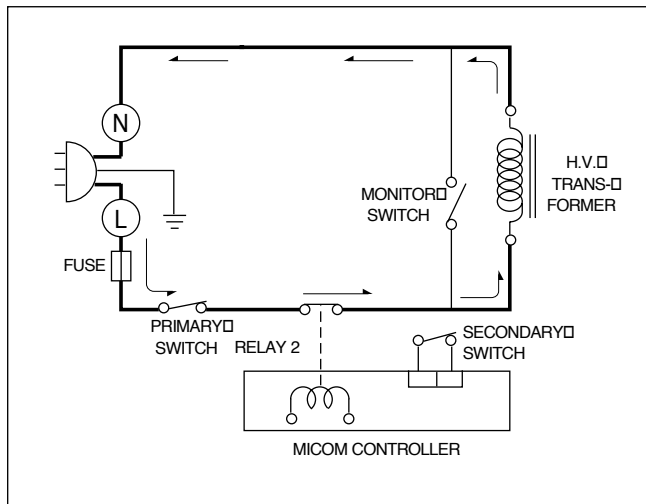 N
H.V.□
TRANS-□
FORMER
MONITOR□
SWITCH
L
FUSE
PRIMARY□
SWITCH
RELAY 2
SECONDARY□
SWITCH
MICOM CONTROLLER